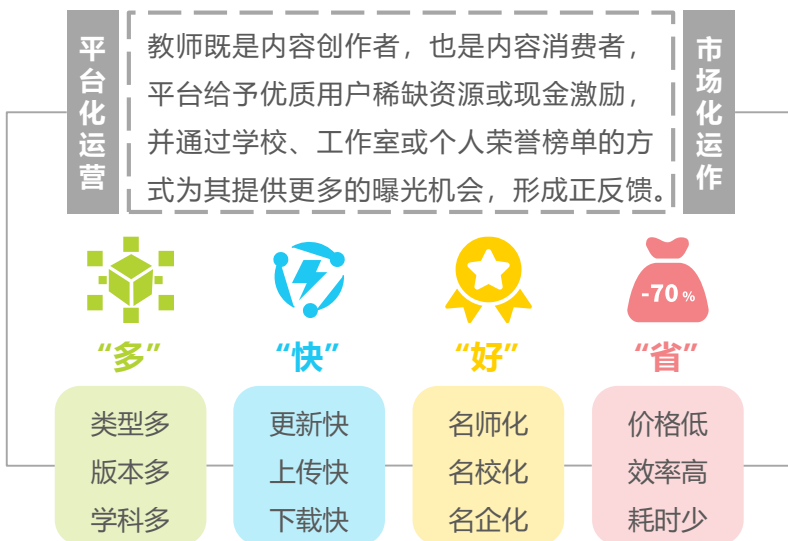 平台化运营
教师既是内容创作者，也是内容消费者，
平台给予优质用户稀缺资源或现金激励，
并通过学校、工作室或个人荣誉榜单的方
式为其提供更多的曝光机会，形成正反馈。
市场化运作
-70%
“多”
“快”
“好”
“省”
类型多
版本多
学科多
更新快
上传快
下载快
名师化
名校化
名企化
价格低
效率高
耗时少